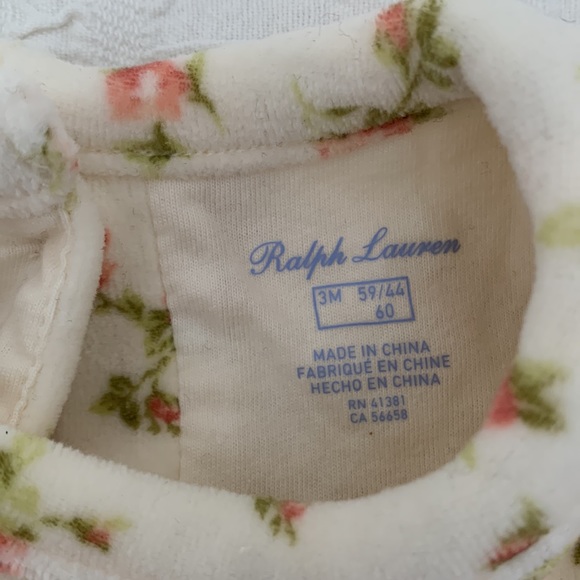 Ralph Lauren
3M 59/44
60
MADE IN CHINA
FABRIQUÉ EN CHINE
HECHO EN CHINA
RN 41381
CA 56658